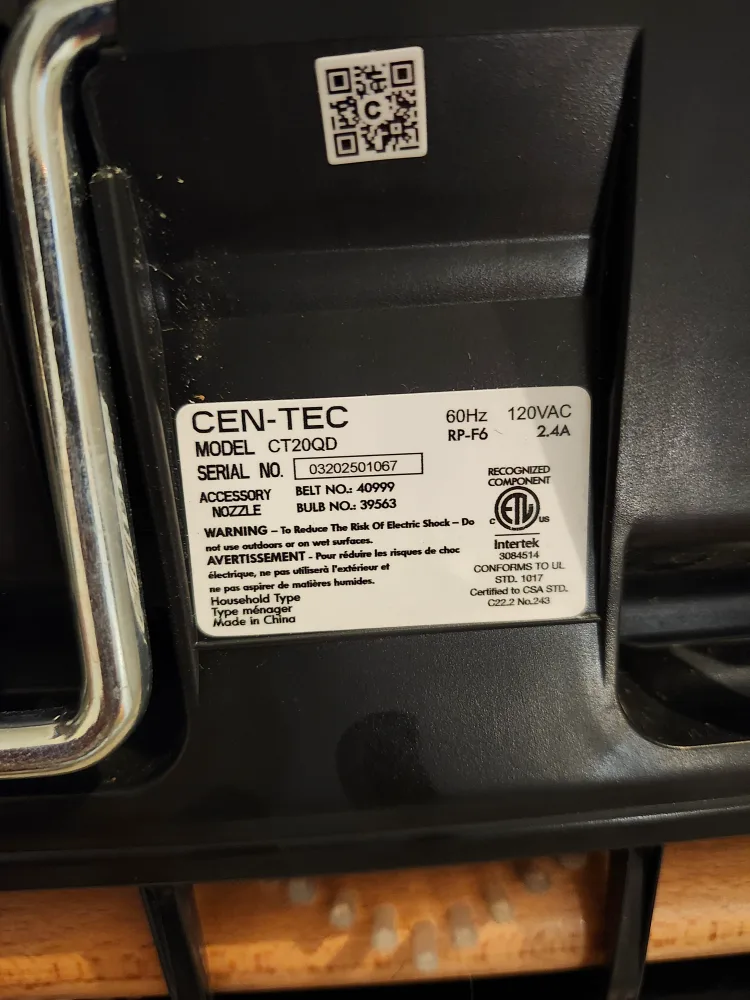 C
CEN-TEC
60Hz 120VAC
MODEL CT20QD
RP-F6 2.4A
SERIAL NO. 03202501067
ACCESSORY
NOZZLE
BELT NO.: 40999
BULB NO.: 39563
RECOGNIZED
COMPONENT
C ETL US
Intertek
3084514
CONFORMS TO UL
STD. 1017
Certified to CSA STD.
C22.2 No.243
WARNING – To Reduce The Risk Of Electric Shock – Do
not use outdoors or on wet surfaces.
AVERTISSEMENT - Pour réduire les risques de choc
électrique, ne pas utiliserà l'extérieur et
ne pas aspirer de matières humides.
Household Type
Type ménager
Made in China